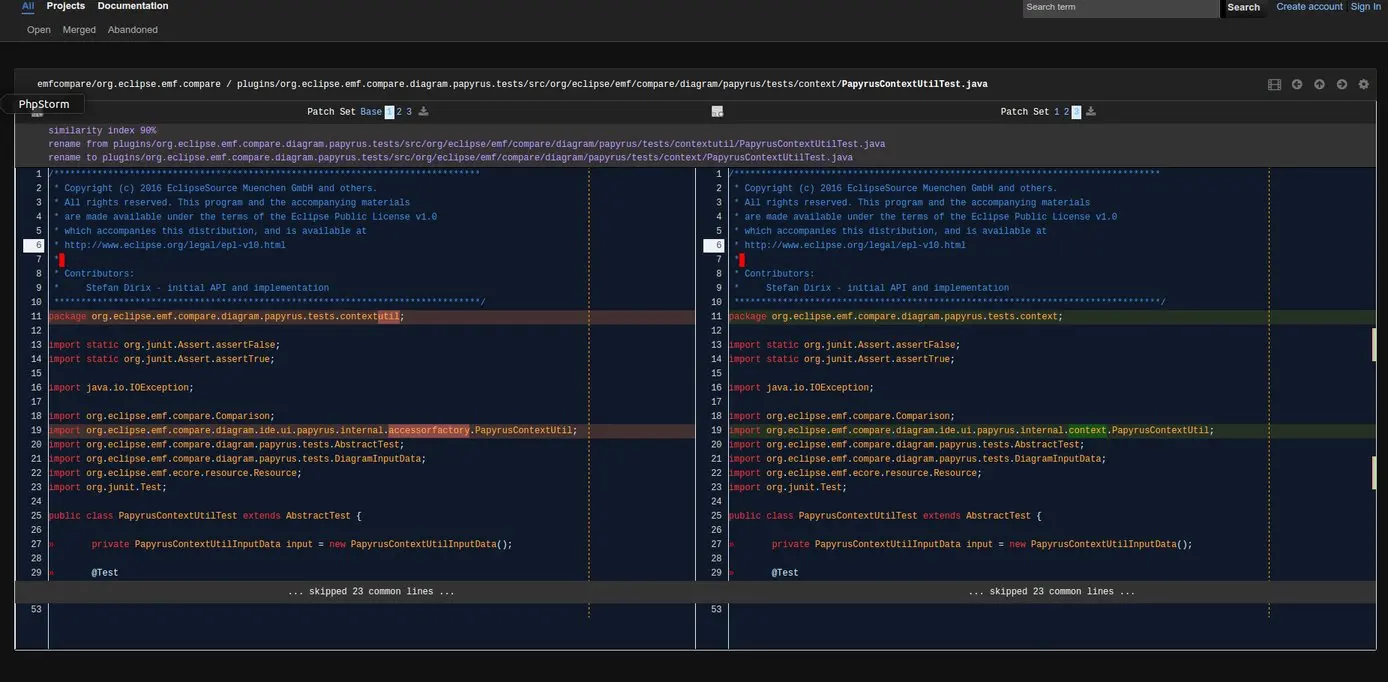 All Projects Documentation
Search term Search Create account Sign In
Open Merged Abandoned
emfcompare/org.eclipse.emf.compare / plugins/org.eclipse.emf.compare.diagram.papyrus.tests/src/org/eclipse/emf/compare/diagram/papyrus/tests/context/PapyrusContextUtilTest.java
PhpStorm
Patch Set Base 1 2 3
Patch Set 1 2 3
similarity index 90%
rename from plugins/org.eclipse.emf.compare.diagram.papyrus.tests/src/org/eclipse/emf/compare/diagram/papyrus/tests/contextutil/PapyrusContextUtilTest.java
rename to plugins/org.eclipse.emf.compare.diagram.papyrus.tests/src/org/eclipse/emf/compare/diagram/papyrus/tests/context/PapyrusContextUtilTest.java
1 /*******************************************************************************
2 * Copyright (c) 2016 EclipseSource Muenchen GmbH and others.
3 * All rights reserved. This program and the accompanying materials
4 * are made available under the terms of the Eclipse Public License v1.0
5 * which accompanies this distribution, and is available at
6 * http://www.eclipse.org/legal/epl-v10.html
7 *
8 * Contributors:
9 *     Stefan Dirix - initial API and implementation
10 *******************************************************************************/
11 package org.eclipse.emf.compare.diagram.papyrus.tests.contextutil;
12
13 import static org.junit.Assert.assertFalse;
14 import static org.junit.Assert.assertTrue;
15
16 import java.io.IOException;
17
18 import org.eclipse.emf.compare.Comparison;
19 import org.eclipse.emf.compare.diagram.ide.ui.papyrus.internal.accessorfactory.PapyrusContextUtil;
20 import org.eclipse.emf.compare.diagram.papyrus.tests.AbstractTest;
21 import org.eclipse.emf.compare.diagram.papyrus.tests.DiagramInputData;
22 import org.eclipse.emf.ecore.resource.Resource;
23 import org.junit.Test;
24
25 public class PapyrusContextUtilTest extends AbstractTest {
26
27 » private PapyrusContextUtilInputData input = new PapyrusContextUtilInputData();
28
29 » @Test
... skipped 23 common lines ...
53
1 /*******************************************************************************
2 * Copyright (c) 2016 EclipseSource Muenchen GmbH and others.
3 * All rights reserved. This program and the accompanying materials
4 * are made available under the terms of the Eclipse Public License v1.0
5 * which accompanies this distribution, and is available at
6 * http://www.eclipse.org/legal/epl-v10.html
7 *
8 * Contributors:
9 *     Stefan Dirix - initial API and implementation
10 *******************************************************************************/
11 package org.eclipse.emf.compare.diagram.papyrus.tests.context;
12
13 import static org.junit.Assert.assertFalse;
14 import static org.junit.Assert.assertTrue;
15
16 import java.io.IOException;
17
18 import org.eclipse.emf.compare.Comparison;
19 import org.eclipse.emf.compare.diagram.ide.ui.papyrus.internal.context.PapyrusContextUtil;
20 import org.eclipse.emf.compare.diagram.papyrus.tests.AbstractTest;
21 import org.eclipse.emf.compare.diagram.papyrus.tests.DiagramInputData;
22 import org.eclipse.emf.ecore.resource.Resource;
23 import org.junit.Test;
24
25 public class PapyrusContextUtilTest extends AbstractTest {
26
27 » private PapyrusContextUtilInputData input = new PapyrusContextUtilInputData();
28
29 » @Test
... skipped 23 common lines ...
53